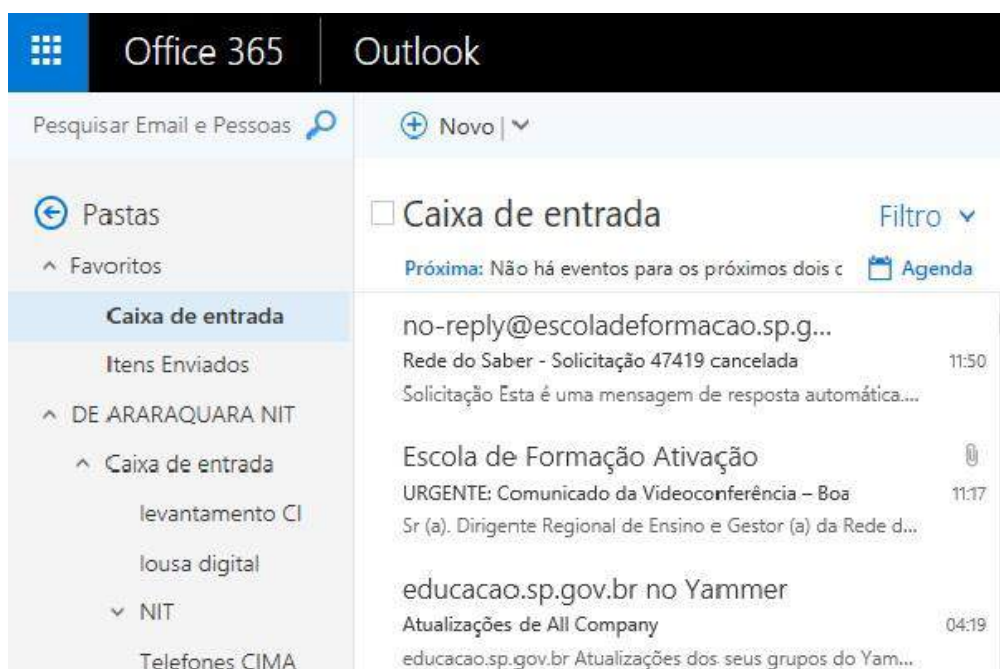 Office 365 Outlook
Pesquisar Email e Pessoas
Novo
Pastas
Favoritos
Caixa de entrada
Itens Enviados
DE ARARAQUARA NIT
Caixa de entrada
levantamento CI
lousa digital
NIT
Telefones CIMA
Caixa de entrada
Filtro
Próxima: Não há eventos para os próximos dois c
Agenda
no-reply@escoladeformacao.sp.g...
Rede do Saber - Solicitação 47419 cancelada 11:50
Solicitação Esta é uma mensagem de resposta automática....
Escola de Formação Ativação
URGENTE: Comunicado da Videoconferência – Boa 11:17
Sr (a). Dirigente Regional de Ensino e Gestor (a) da Rede d...
educacao.sp.gov.br no Yammer
Atualizações de All Company 04:19
educacao.sp.gov.br Atualizações dos seus grupos do Yam...